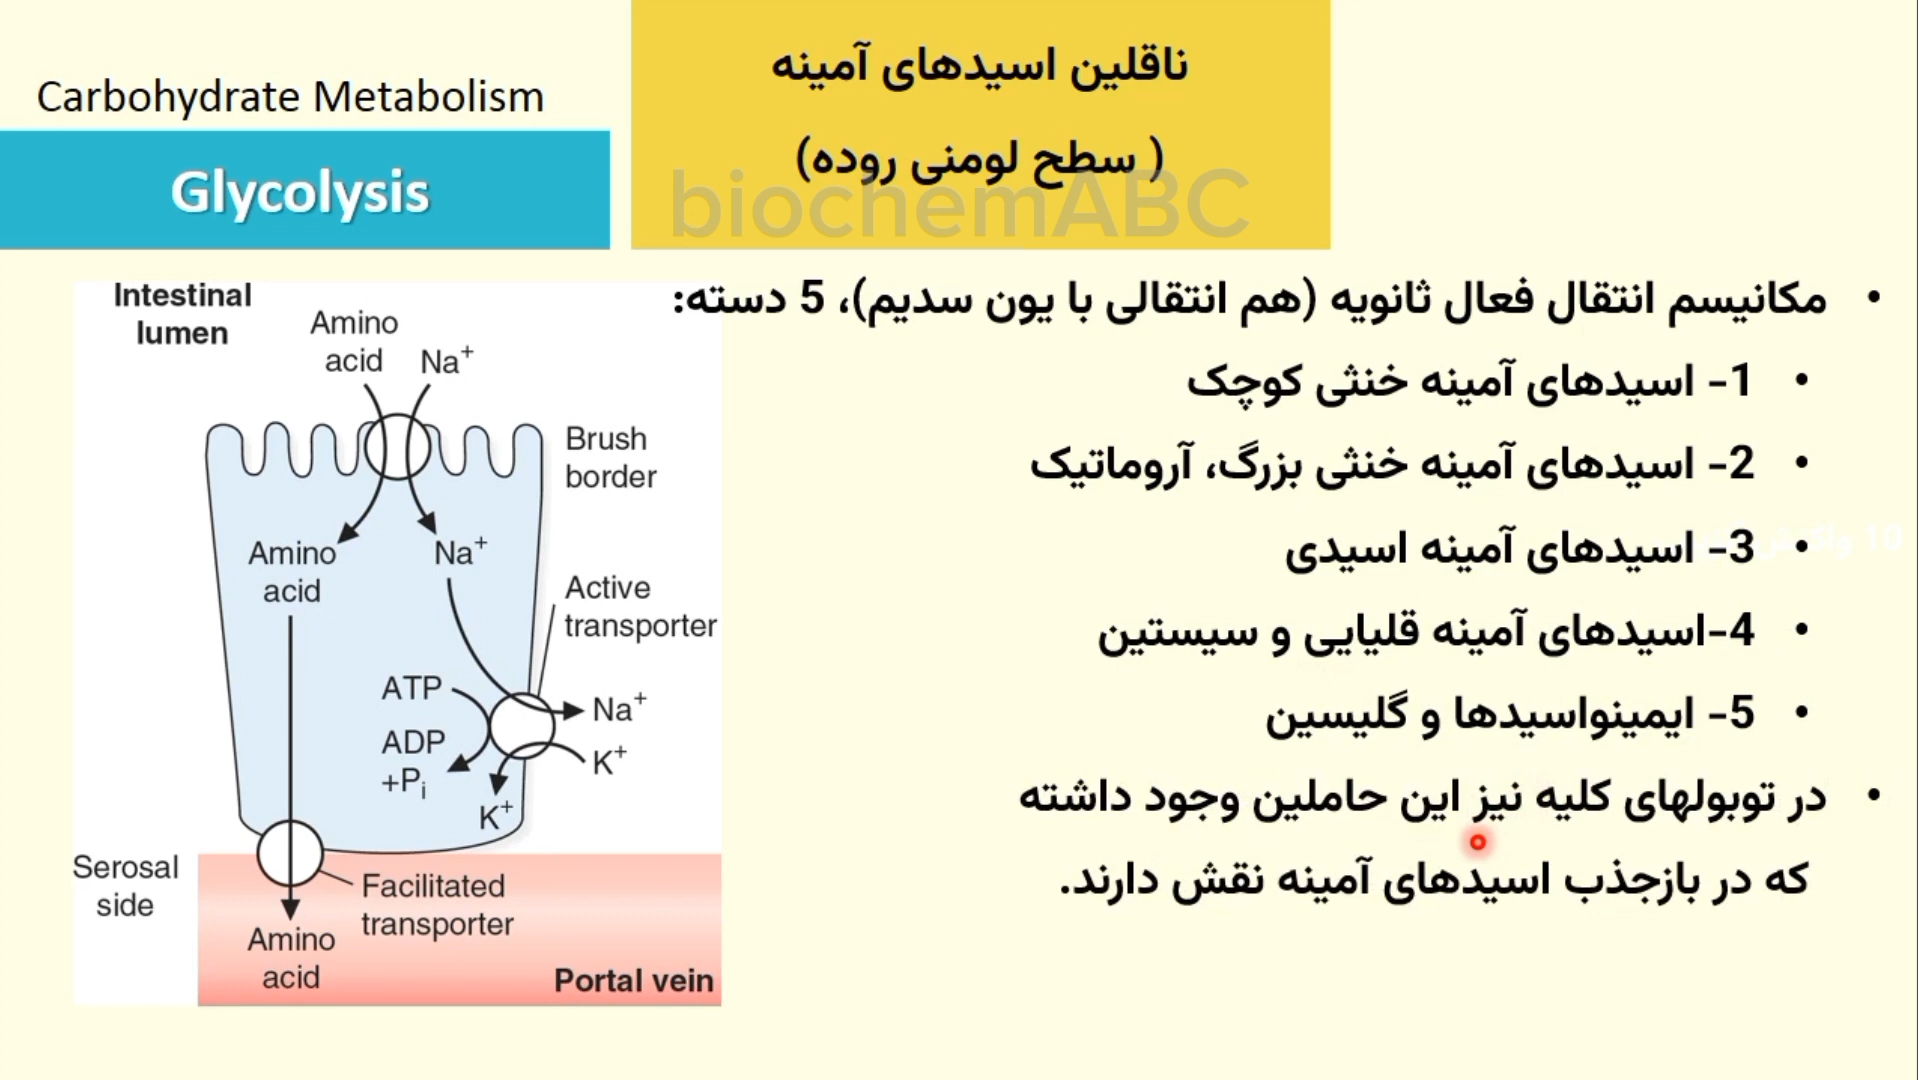 Carbohydrate Metabolism
Glycolysis
ناقلین اسیدهای آمینه
( سطح لومنی روده)
biochemABC
• مکانیسم انتقال فعال ثانویه (هم انتقالی با یون سدیم)، 5 دسته:
• 1- اسیدهای آمینه خنثی کوچک
• 2- اسیدهای آمینه خنثی بزرگ، آروماتیک
• 3- اسیدهای آمینه اسیدی
• 4-اسیدهای آمینه قلیایی و سیستین
• 5- ایمینواسیدها و گلیسین
• در توبولهای کلیه نیز این حاملین وجود داشته
که در بازجذب اسیدهای آمینه نقش دارند.
10
Intestinal
lumen
Amino
acid
Na+
Brush
border
Amino
acid
Na+
Active
transporter
ATP
ADP
+Pi
Na+
K+
K+
Serosal
side
Facilitated
transporter
Amino
acid
Portal vein